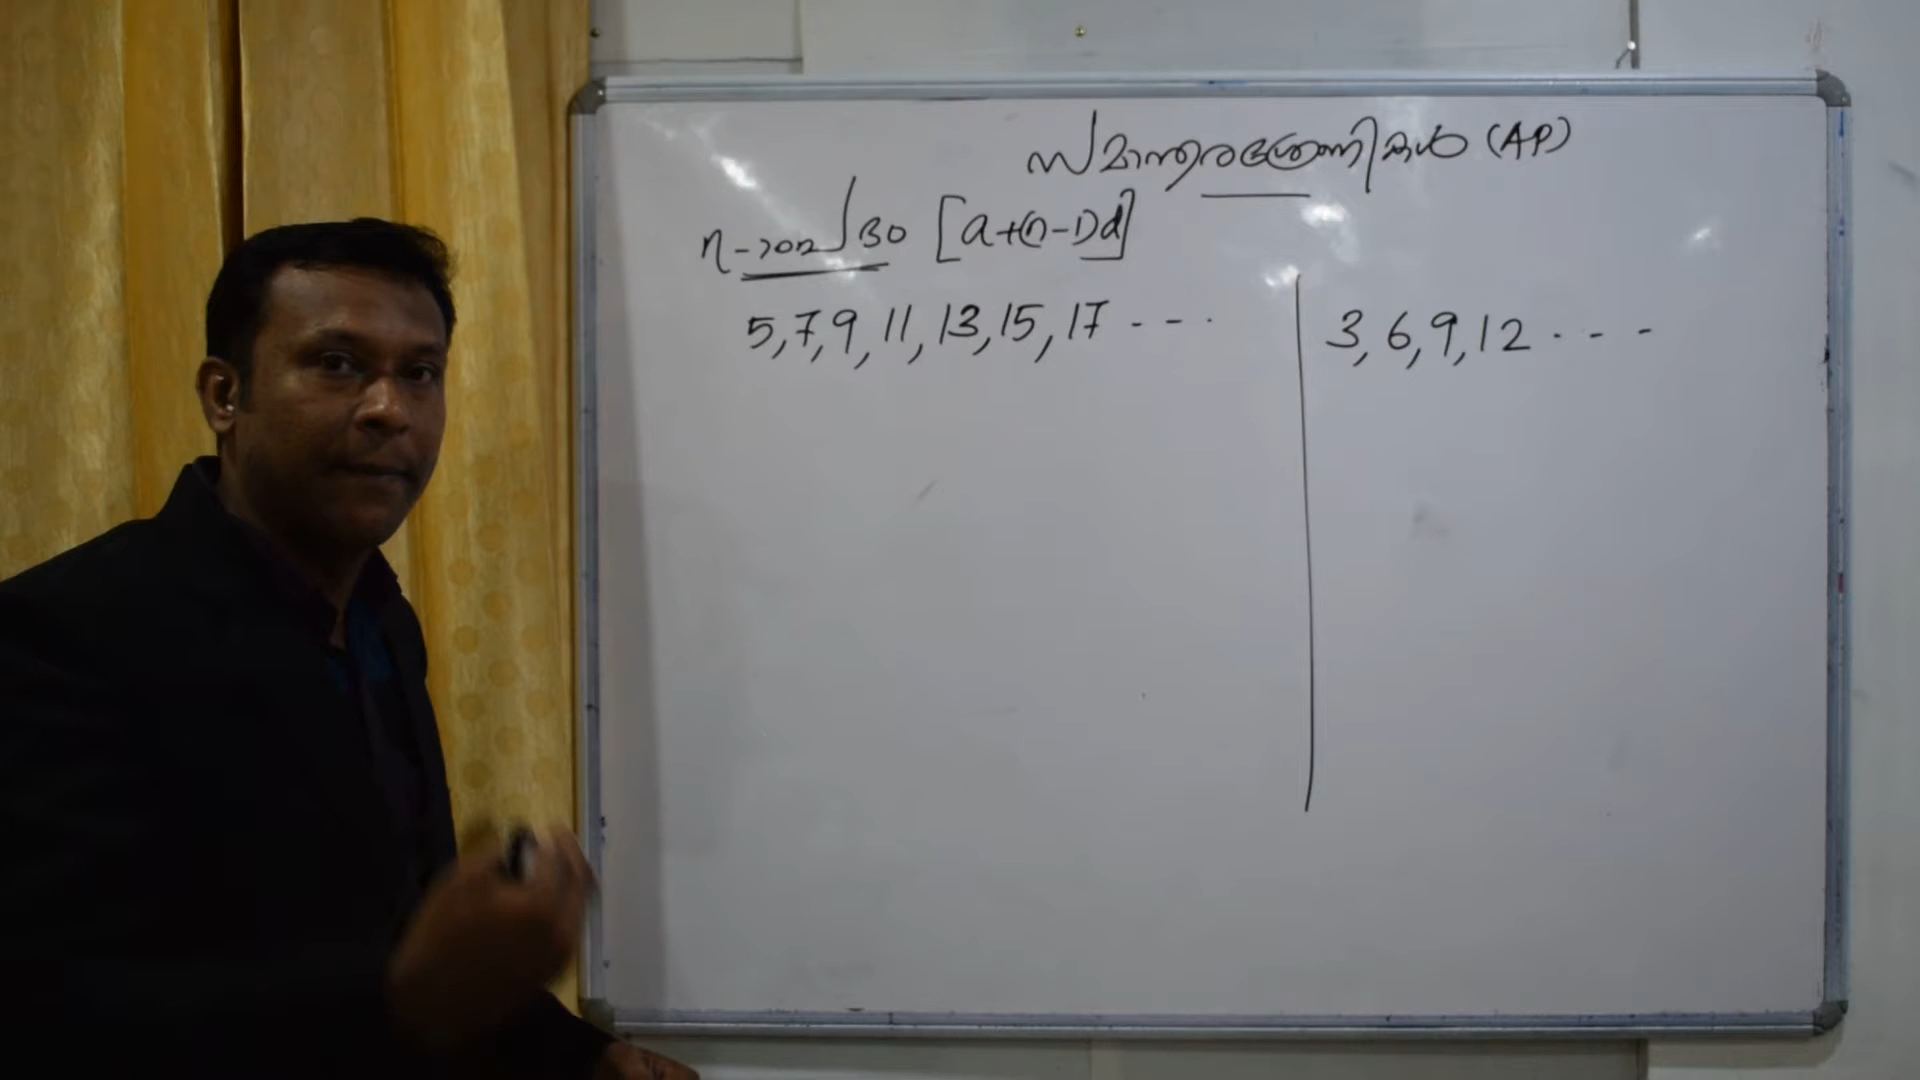 സമാന്തരശ്രേണികൾ (AP)
n-ാംപദം [a+(n-1)d]
5,7,9,11,13,15,17 - - - .
3,6,9,12 . - - -